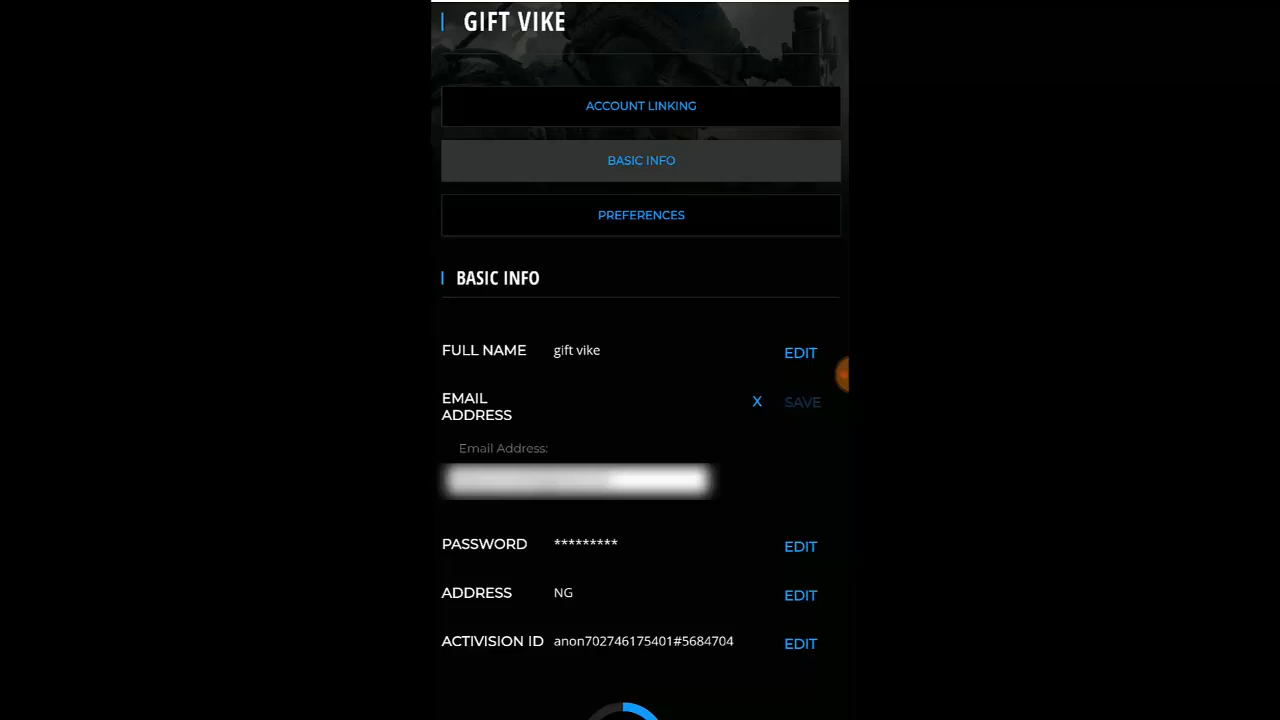 GIFT VIKE
ACCOUNT LINKING
BASIC INFO
PREFERENCES
BASIC INFO
FULL NAME gift vike EDIT
EMAIL ADDRESS X SAVE
Email Address:
PASSWORD ********* EDIT
ADDRESS NG EDIT
ACTIVISION ID anon702746175401#5684704 EDIT